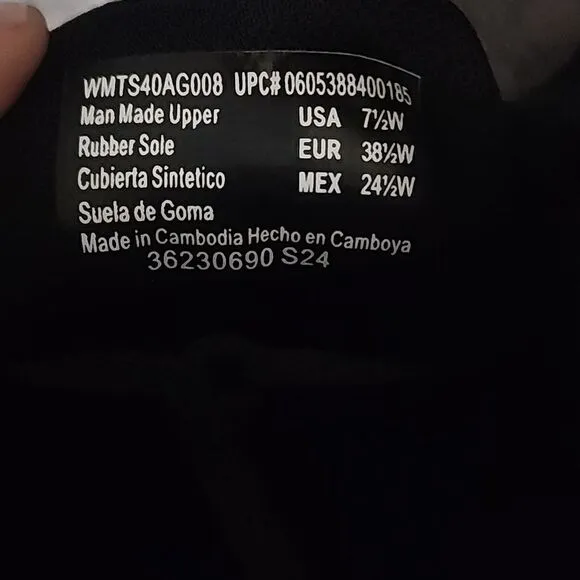 WMTS40AG008 UPC# 0605388400185
Man Made Upper USA 7½W
Rubber Sole EUR 38½W
Cubierta Sintetico MEX 24½W
Suela de Goma
Made in Cambodia Hecho en Camboya
36230690 S24